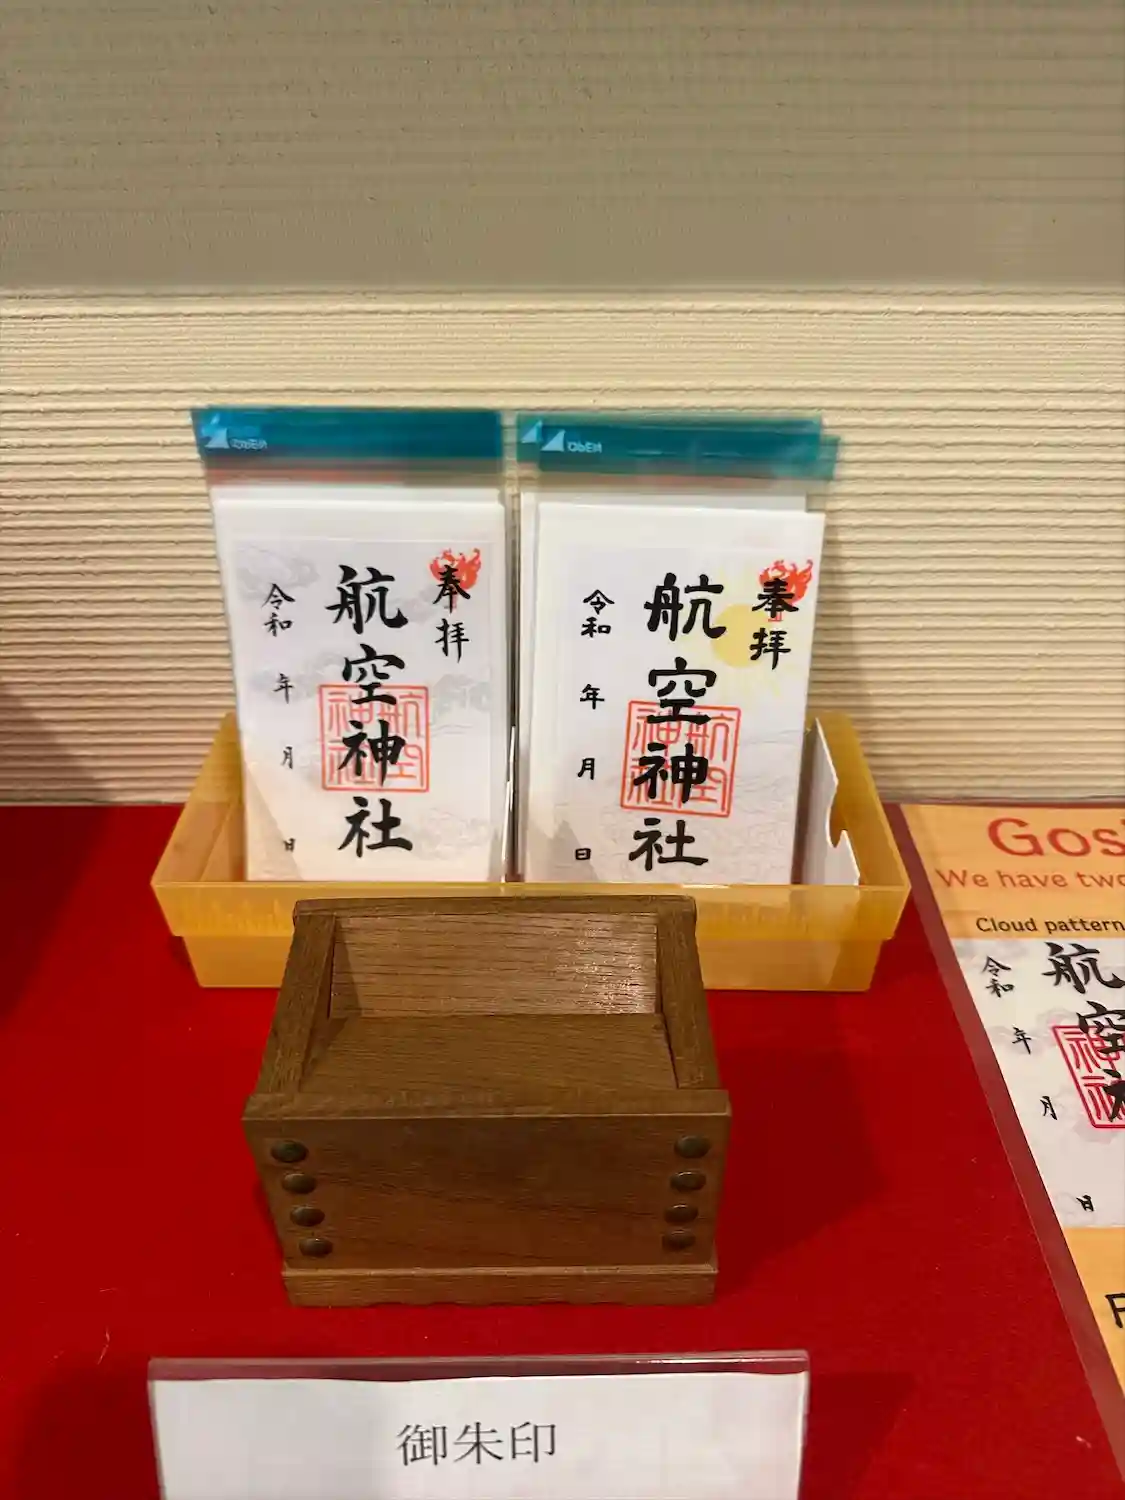 奉拝
航空神社
令和 年 月 日
航空
神社
奉拝
航空神社
令和 年 月 日
航空
神社
We have two
Cloud pattern
航空
令和 年 月 日
御朱印